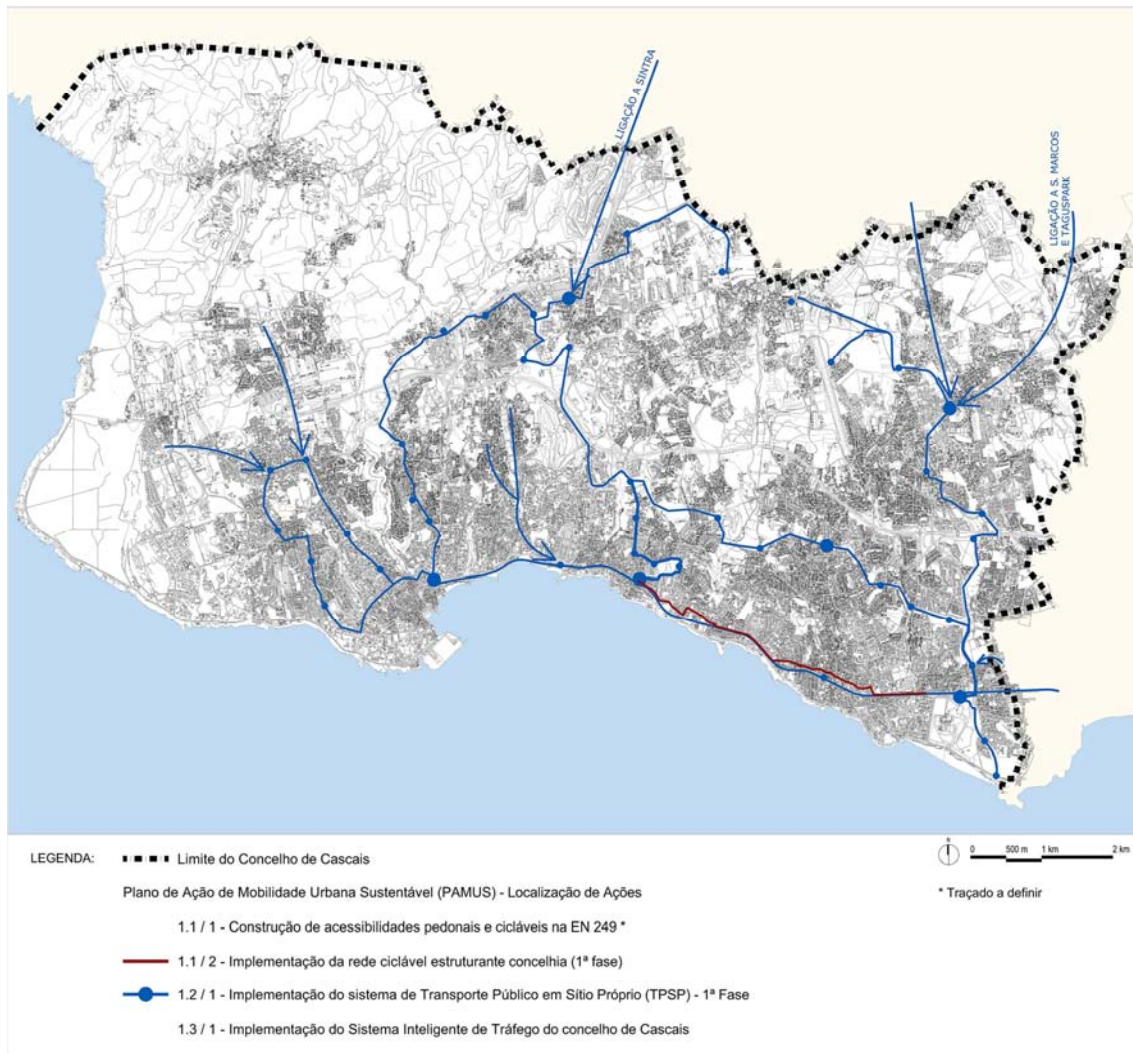 LIGAÇÃO A SINTRA
LIGAÇÃO A S. MARCOS
E TAGUSPARK
LEGENDA:
Limite do Concelho de Cascais
N
0 500 m 1 km 2 km
Plano de Ação de Mobilidade Urbana Sustentável (PAMUS) - Localização de Ações
* Traçado a definir
1.1 / 1 - Construção de acessibilidades pedonais e cicláveis na EN 249 *
1.1 / 2 - Implementação da rede ciclável estruturante concelhia (1ª fase)
1.2 / 1 - Implementação do sistema de Transporte Público em Sítio Próprio (TPSP) - 1ª Fase
1.3 / 1 - Implementação do Sistema Inteligente de Tráfego do concelho de Cascais